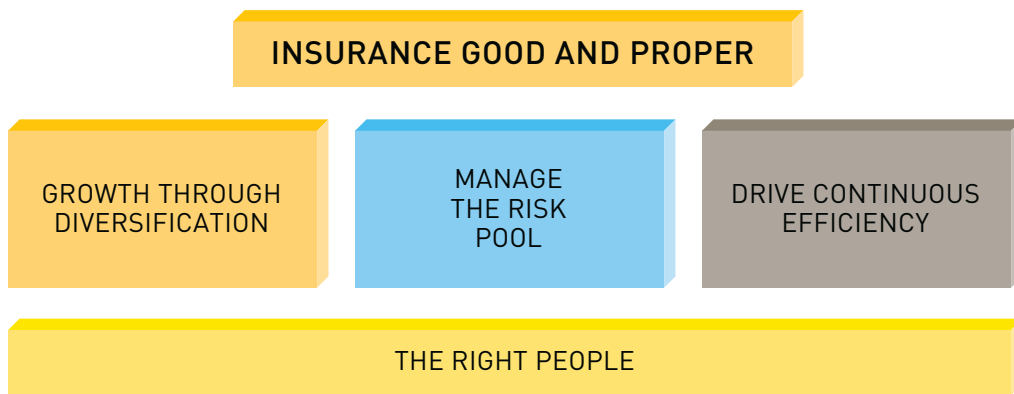 INSURANCE GOOD AND PROPER
GROWTH THROUGH
DIVERSIFICATION
MANAGE
THE RISK
POOL
DRIVE CONTINUOUS
EFFICIENCY
THE RIGHT PEOPLE